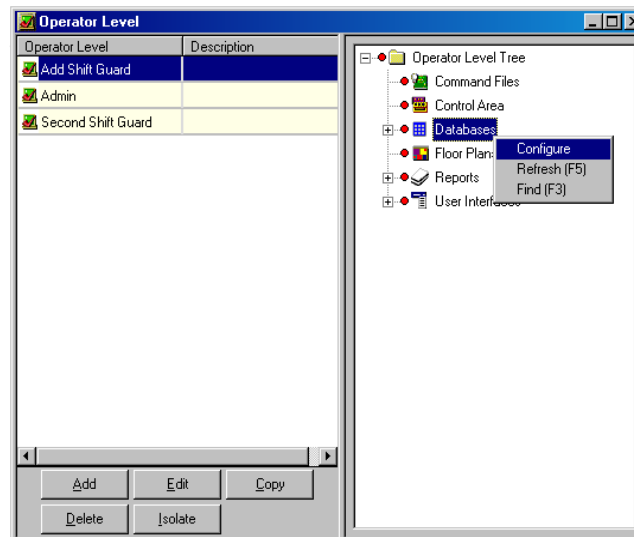 Operator Level
Operator Level Description
Add Shift Guard
Admin
Second Shift Guard
Add Edit Copy
Delete Isolate
Operator Level Tree
Command Files
Control Area
Databases
Floor Plans
Reports
User Interfaces
Configure
Refresh (F5)
Find (F3)